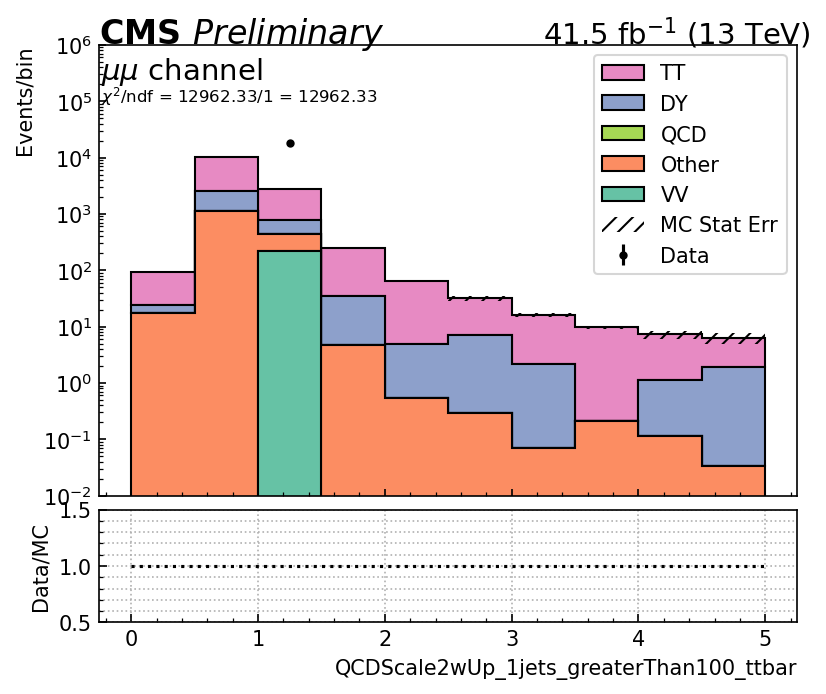 CMS Preliminary 41.5 fb⁻¹ (13 TeV)
μμ channel
χ²/ndf = 12962.33/1 = 12962.33
Events/bin
10⁶
10⁵
10⁴
10³
10²
10¹
10⁰
10⁻¹
10⁻²
TT
DY
QCD
Other
VV
MC Stat Err
Data
Data/MC
1.5
1.0
0.5
0 1 2 3 4 5
QCDScale2wUp_1jets_greaterThan100_ttbar